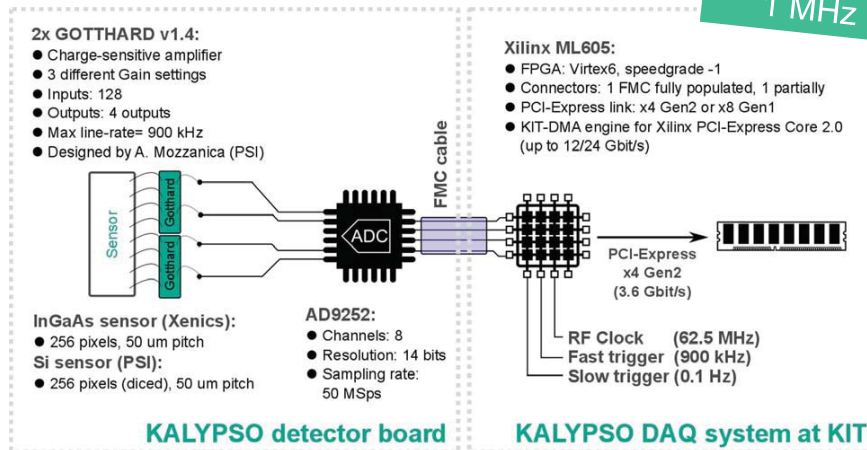 1 MHz
2x GOTTHARD v1.4:
● Charge-sensitive amplifier
● 3 different Gain settings
● Inputs: 128
● Outputs: 4 outputs
● Max line-rate= 900 kHz
● Designed by A. Mozzanica (PSI)
Sensor
Gotthard
Gotthard
ADC
FMC cable
InGaAs sensor (Xenics):
● 256 pixels, 50 um pitch
Si sensor (PSI):
● 256 pixels (diced), 50 um pitch
AD9252:
● Channels: 8
● Resolution: 14 bits
● Sampling rate:
50 MSps
KALYPSO detector board
Xilinx ML605:
● FPGA: Virtex6, speedgrade -1
● Connectors: 1 FMC fully populated, 1 partially
● PCI-Express link: x4 Gen2 or x8 Gen1
● KIT-DMA engine for Xilinx PCI-Express Core 2.0
(up to 12/24 Gbit/s)
PCI-Express
x4 Gen2
(3.6 Gbit/s)
RF Clock (62.5 MHz)
Fast trigger (900 kHz)
Slow trigger (0.1 Hz)
KALYPSO DAQ system at KIT